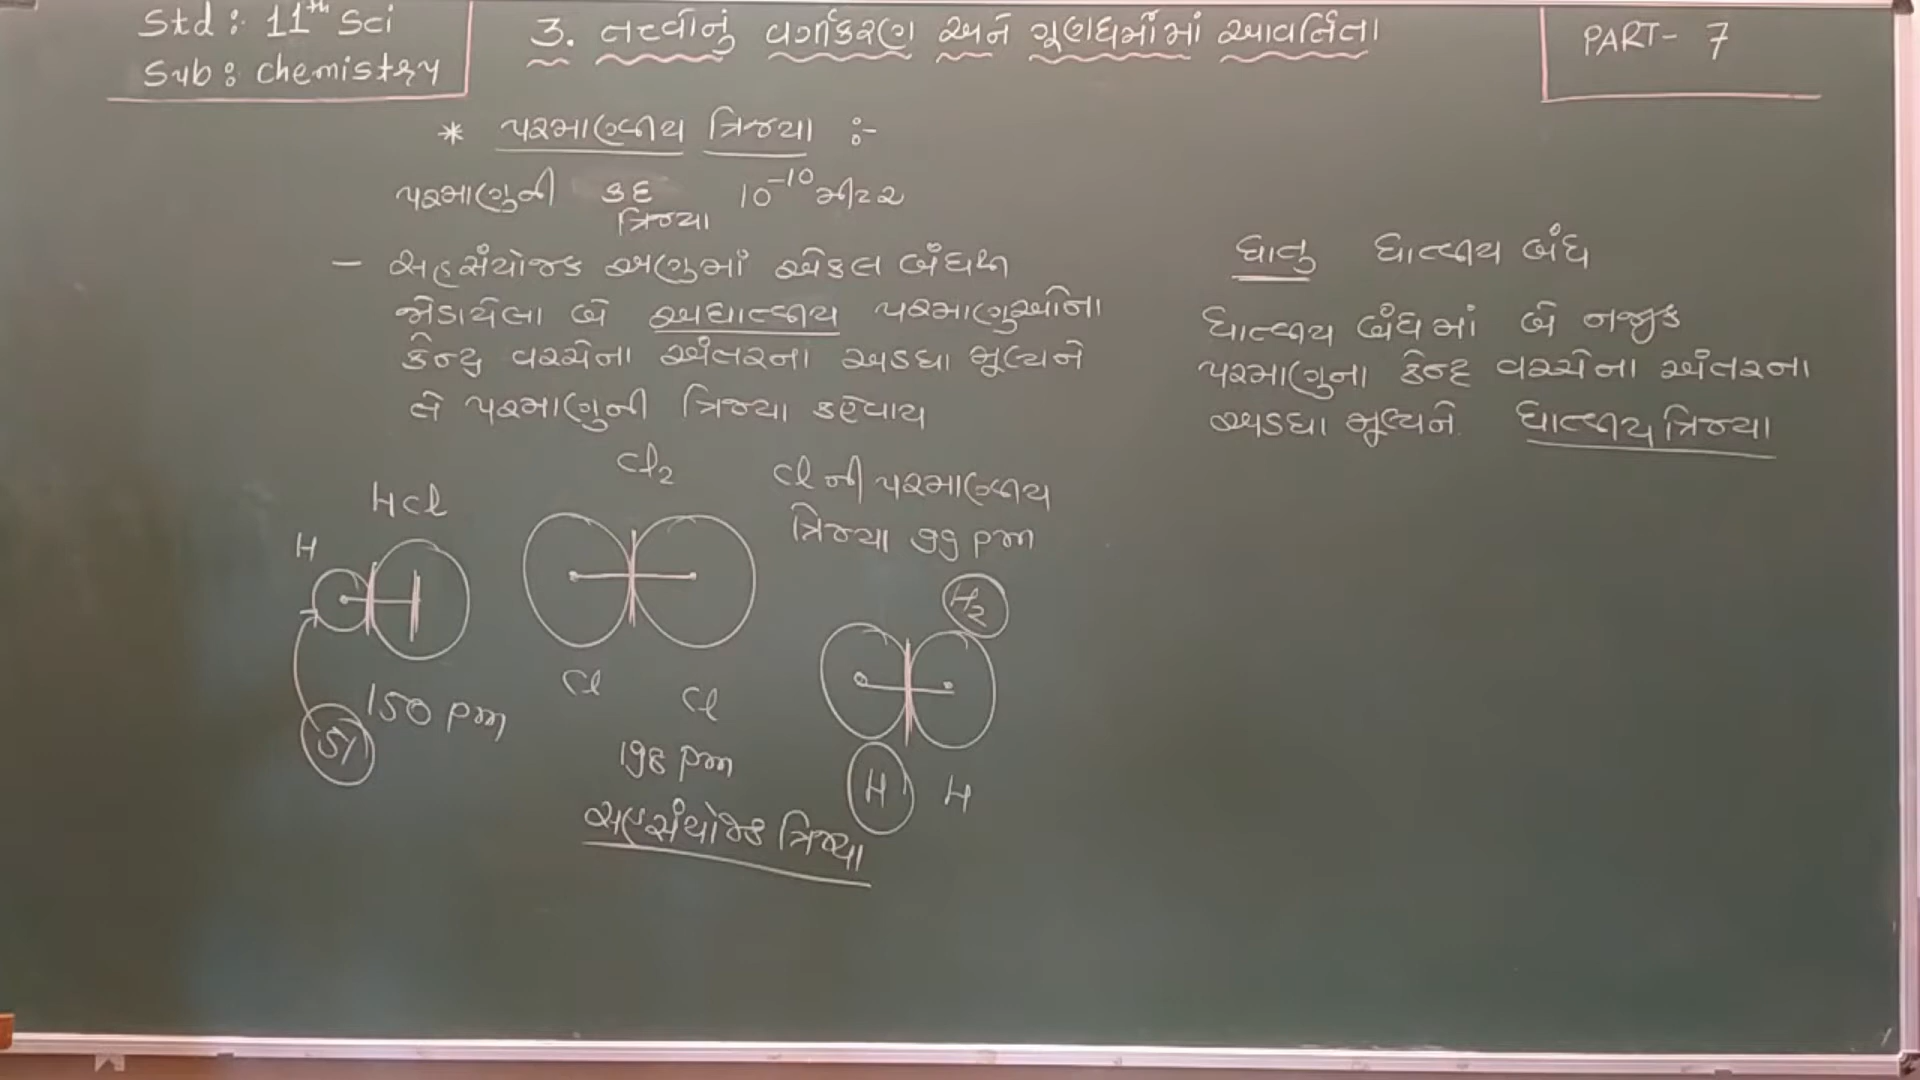 Std: 11th Sci
Sub: chemistry
3. તત્ત્વોનું વર્ગીકરણ અને ગુણધર્મોમાં આવર્તિતા
PART- 7
* પરમાણ્વીય ત્રિજ્યા :-
પરમાણુની કદ 10-10 મીટર
ત્રિજ્યા
- સહસંયોજક અણુમાં એકલ બંધથી
જોડાયેલા બે અધાત્વીય પરમાણુઓના
કેન્દ્ર વચ્ચેના અંતરના અડધા મૂલ્યને
તે પરમાણુની ત્રિજ્યા કહેવાય
ધાતુ ધાત્વીય બંધ
ધાત્વીય બંધમાં બે નજીક
પરમાણુના કેન્દ્ર વચ્ચેના અંતરના
અડધા મૂલ્યને ધાત્વીય ત્રિજ્યા
HCl
H
150 pm
51
Cl2
Cl Cl
198 pm
સહસંયોજક ત્રિજ્યા
Cl ની પરમાણ્વીય
ત્રિજ્યા 99 pm
H2
H H